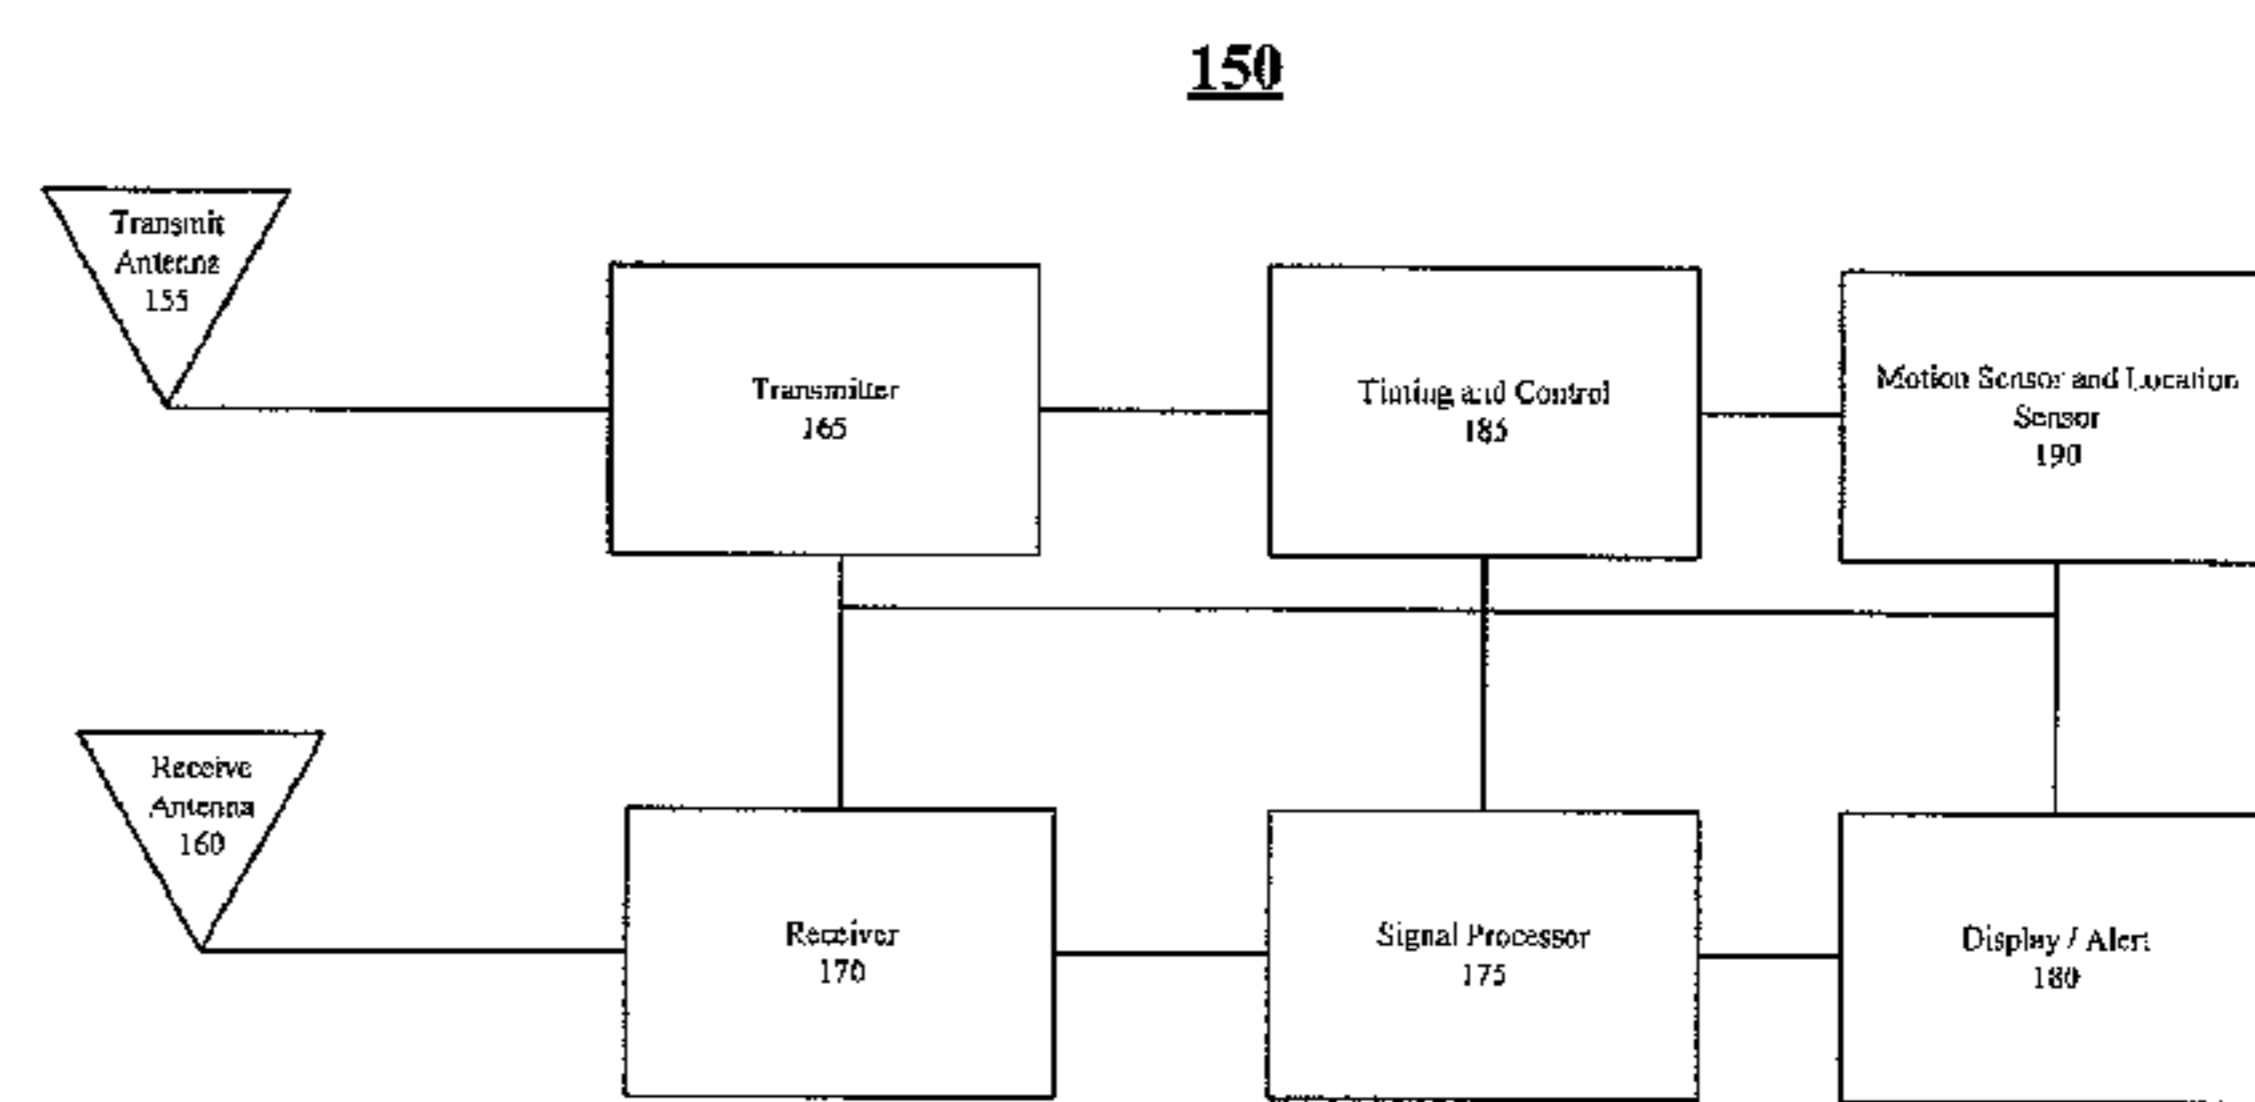 150
Transmit
Antenna
155
Transmitter
165
Timing and Control
185
Motion Sensor and Location
Sensor
190
Receive
Antenna
160
Receiver
170
Signal Processor
175
Display / Alert
180